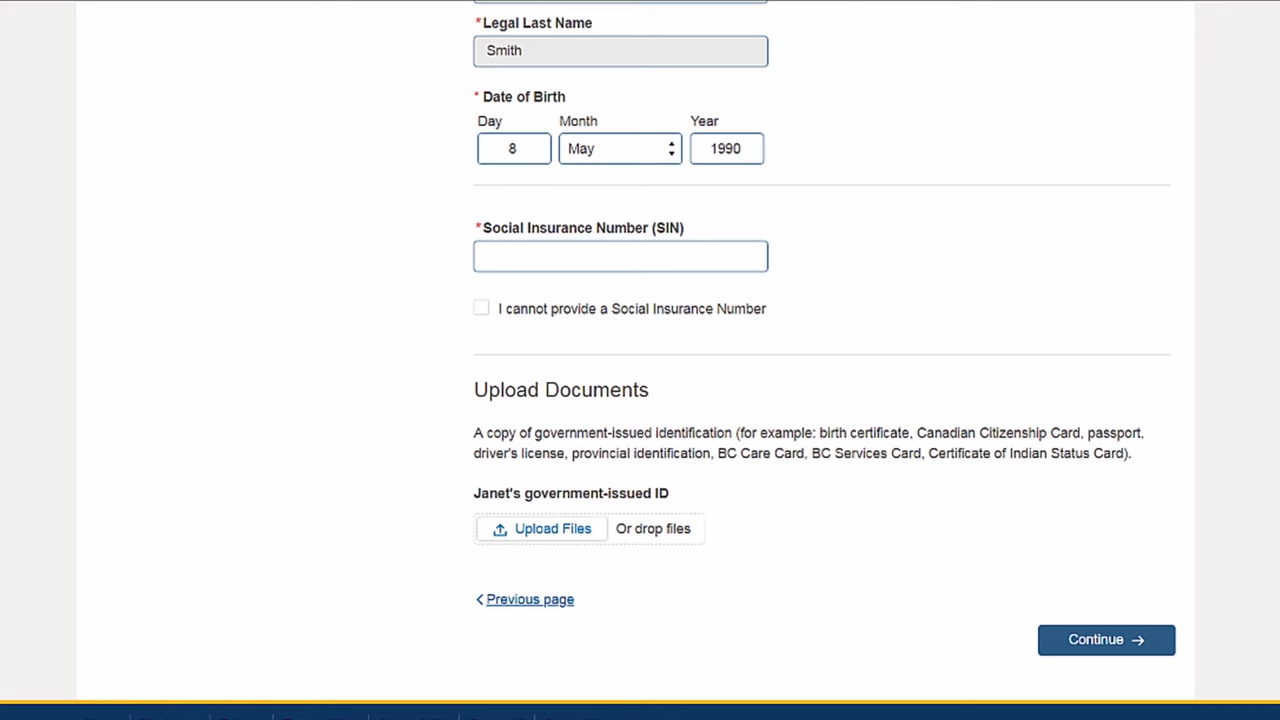 *Legal Last Name
Smith
* Date of Birth
Day Month Year
8 May 1990
*Social Insurance Number (SIN)
I cannot provide a Social Insurance Number
Upload Documents
A copy of government-issued identification (for example: birth certificate, Canadian Citizenship Card, passport,
driver's license, provincial identification, BC Care Card, BC Services Card, Certificate of Indian Status Card).
Janet's government-issued ID
Upload Files Or drop files
Previous page
Continue